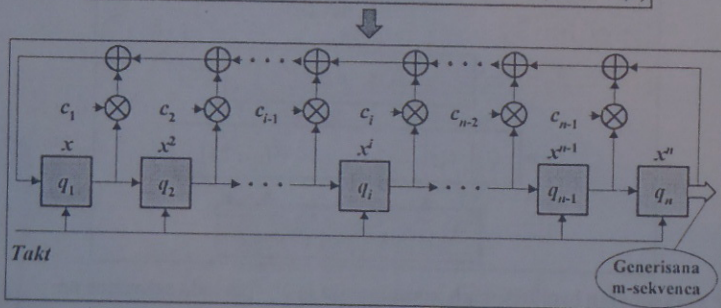 c₁ c₂ cᵢ₋₁ cᵢ cₙ₋₂ cₙ₋₁
x x² xⁱ xⁿ⁻¹ xⁿ
q₁ q₂ ··· qᵢ ··· qₙ₋₁ qₙ
Takt
Generisana
m-sekvenca